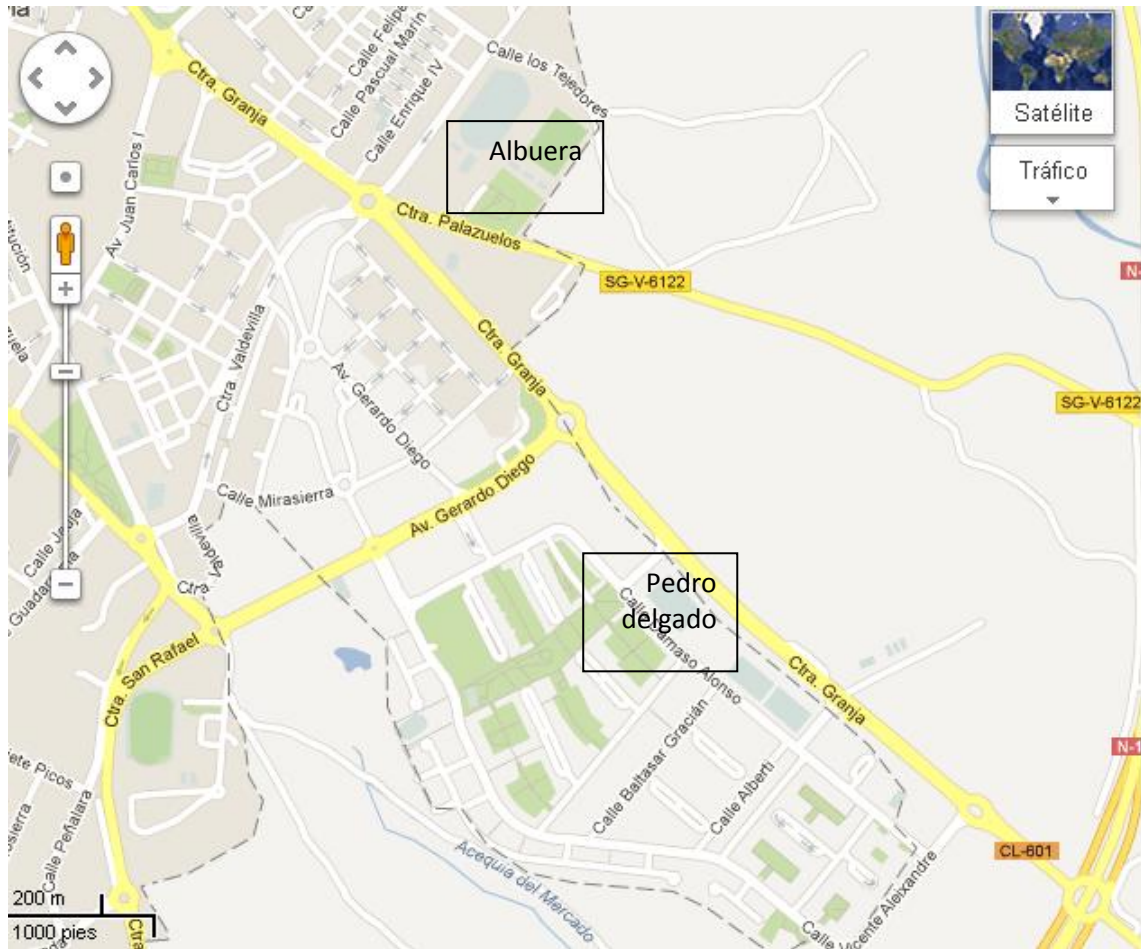 Ctra. Granja
Calle Felipe
Calle Pascual Marín
Calle Enrique IV
Calle los Tejedores
Satélite
Tráfico
Albuera
Av. Juan Carlos I
Ctra. Palazuelos
SG-V-6122
Ctra. Valdevilla
Ctra. Granja
Av. Gerardo Diego
SG-V-6122
Calle Mirasierra
Av. Gerardo Diego
Pedro
delgado
Calle Dámaso Alonso
Ctra. San Rafael
Ctra. Granja
Calle Baltasar Gracián
Calle Alberti
Calle Peñalara
CL-601
Acequia del Mercado
Calle Vicente Aleixandre
200 m
1000 pies